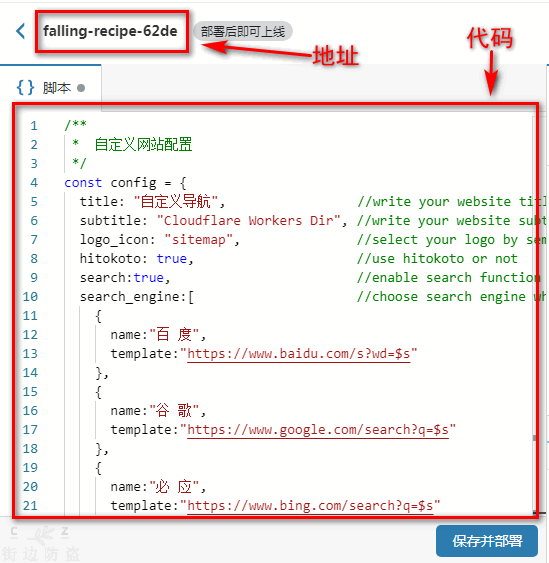 falling-recipe-62de
部署后即可上线
地址
代码
{} 脚本
1 /**
2 * 自定义网站配置
3 */
4 const config = {
5 title: "自定义导航", //write your website titl
6 subtitle: "Cloudflare Workers Dir", //write your website subt
7 logo_icon: "sitemap", //select your logo by sem
8 hitokoto: true, //use hitokoto or not
9 search:true, //enable search function
10 search_engine:[ //choose search engine wh
11 {
12 name:"百 度",
13 template:"https://www.baidu.com/s?wd=$s"
14 },
15 {
16 name:"谷 歌",
17 template:"https://www.google.com/search?q=$s"
18 },
19 {
20 name:"必 应",
21 template:"https://www.bing.com/search?q=$s"
C Z
街边防盗
保存并部署